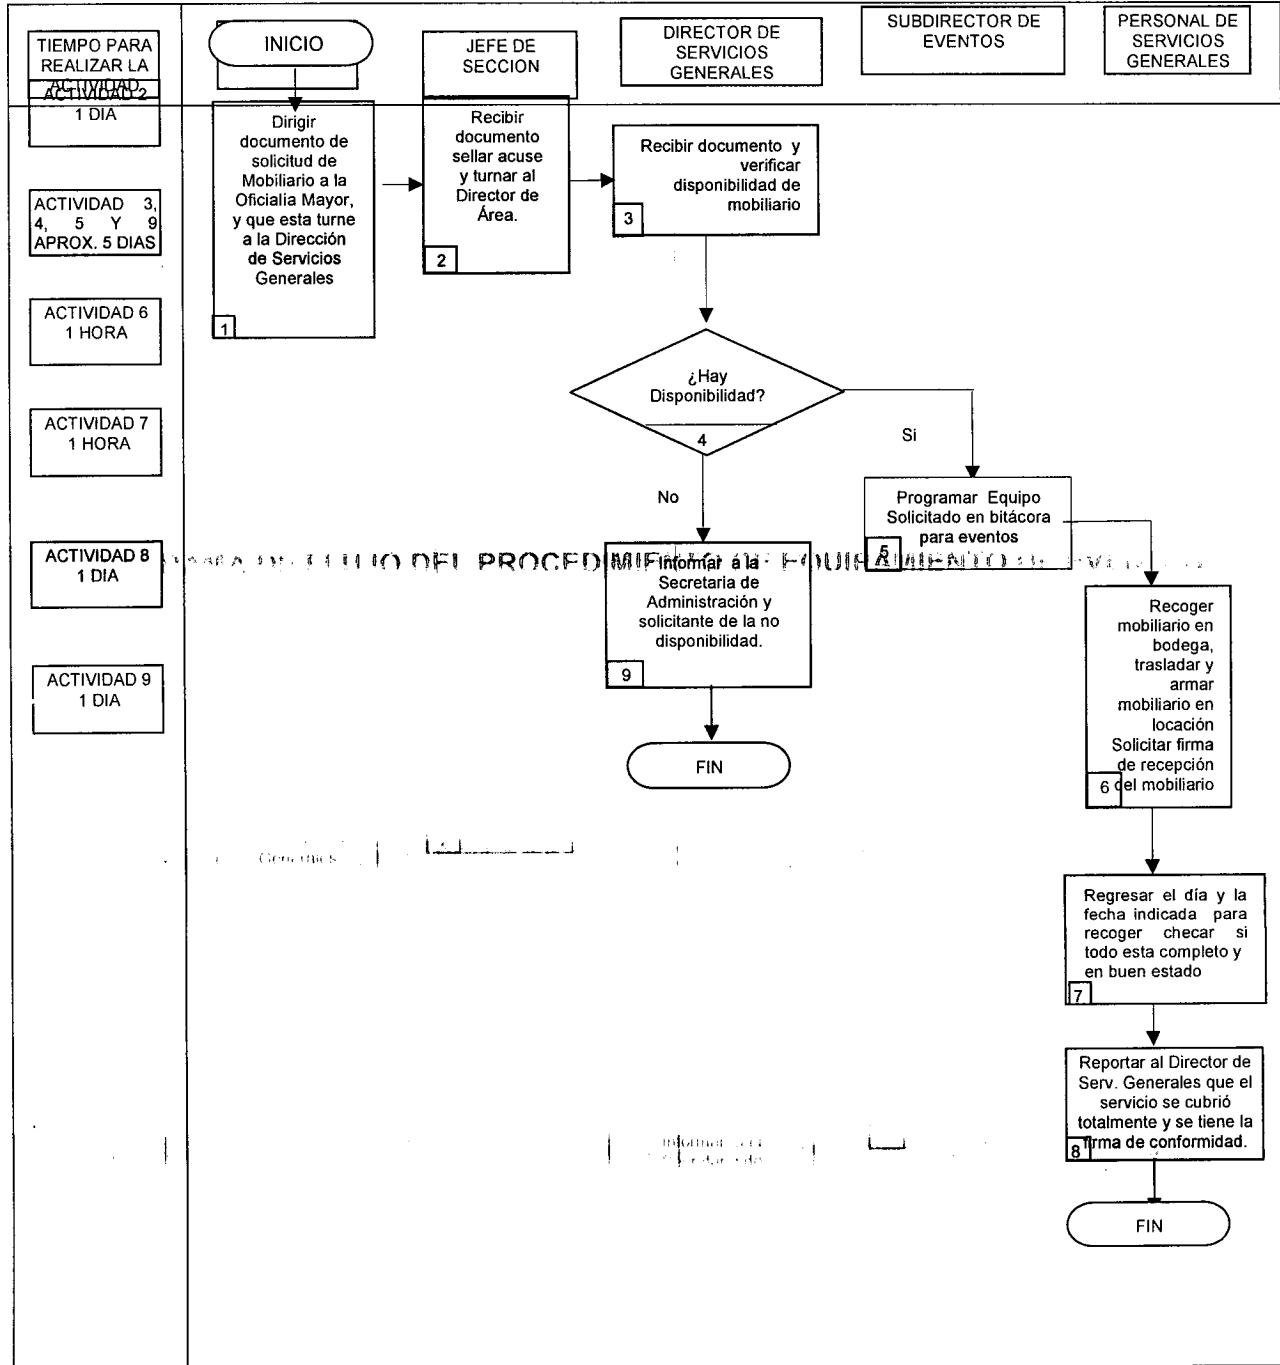 TIEMPO PARA
REALIZAR LA
ACTIVIDAD
ACTIVIDAD 2
1 DIA
ACTIVIDAD 3,
4, 5 Y 9
APROX. 5 DIAS
ACTIVIDAD 6
1 HORA
ACTIVIDAD 7
1 HORA
ACTIVIDAD 8
1 DIA
ACTIVIDAD 9
1 DIA
INICIO
JEFE DE
SECCION
DIRECTOR DE
SERVICIOS
GENERALES
SUBDIRECTOR DE
EVENTOS
PERSONAL DE
SERVICIOS
GENERALES
Dirigir
documento de
solicitud de
Mobiliario a la
Oficialia Mayor,
y que esta turne
a la Dirección
de Servicios
Generales
1
Recibir
documento
sellar acuse
y turnar al
Director de
Área.
2
Recibir documento y
verificar
disponibilidad de
mobiliario
3
¿Hay
Disponibilidad?
4
Si
No
Programar Equipo
Solicitado en bitácora
para eventos
5
DEL PROCEDIMIENTO DE EQUIPAMIENTO DE
Informar a la
Secretaria de
Administración y
solicitante de la no
disponibilidad.
9
FIN
Recoger
mobiliario en
bodega,
trasladar y
armar
mobiliario en
locación
Solicitar firma
de recepción
6 del mobiliario
Generales
Regresar el día y la
fecha indicada para
recoger checar si
todo esta completo y
en buen estado
7
Reportar al Director de
Serv. Generales que el
servicio se cubrió
totalmente y se tiene la
firma de conformidad.
8
FIN